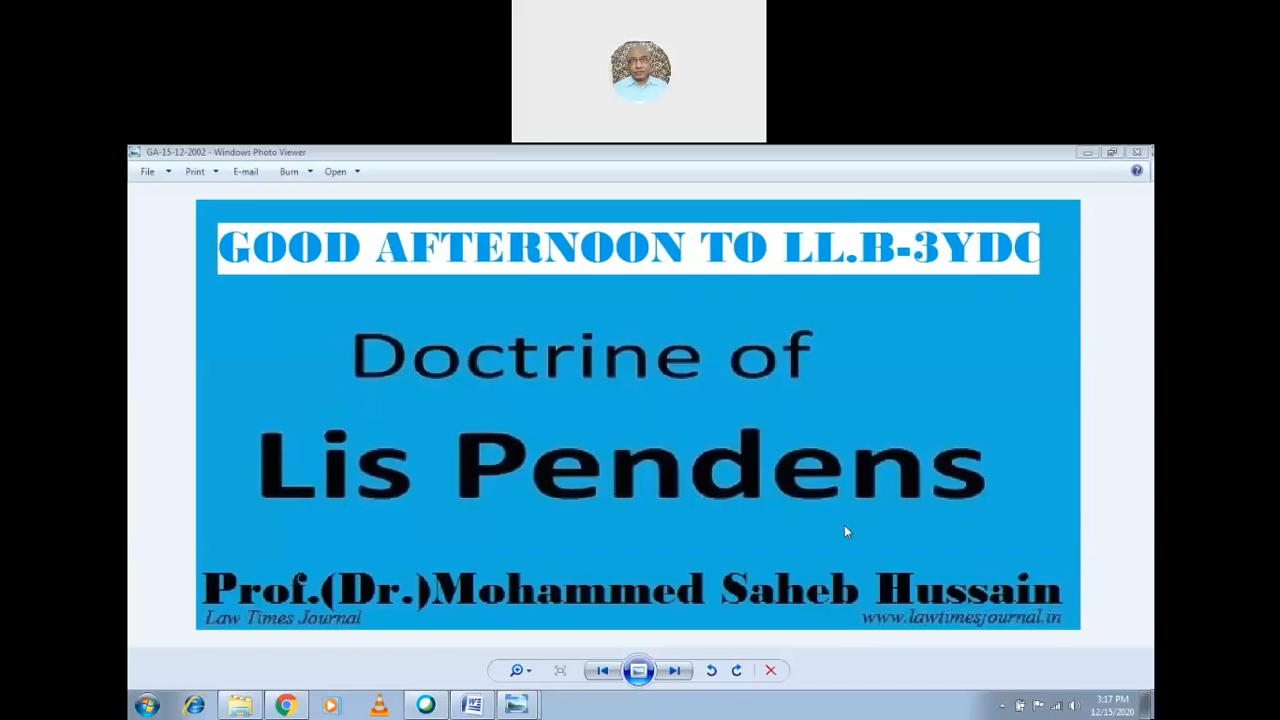 GA-15-12-2002 - Windows Photo Viewer
File Print E-mail Burn Open
GOOD AFTERNOON TO LL.B-3YDC
Doctrine of
Lis Pendens
Prof.(Dr.)Mohammed Saheb Hussain
Law Times Journal www.lawtimesjournal.in
3:17 PM
12/15/2020